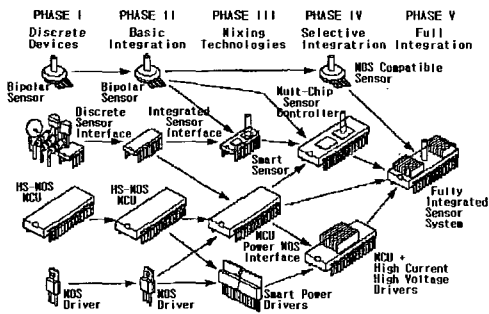 PHASE I PHASE II PHASE III PHASE IV PHASE V
Discrete Basic Mixing Selective Full
Devices Integration Technologies Integratrion Integration
Bipolar
Sensor
Bipolar
Sensor
MOS Compatible
Sensor
Mult-Chip
Sensor
Controller
Discrete
Sensor
Interface
Integrated
Sensor
Interface
Smart
Sensor
Fully
Integrated
Sensor
System
HS-MOS
MCU
HS-MOS
MCU
MCU
Power MOS
Interface
MCU +
High Current
High Voltage
Drivers
MOS
Driver
MOS
Driver
Smart Power
Drivers